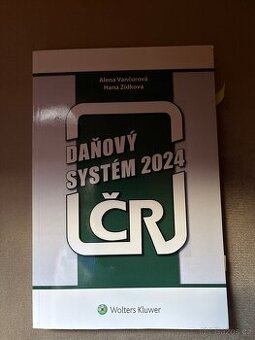 Alena Vančurová
Hana Zídková
DAŇOVÝ
SYSTÉM 2024
ČR
Wolters Kluwer